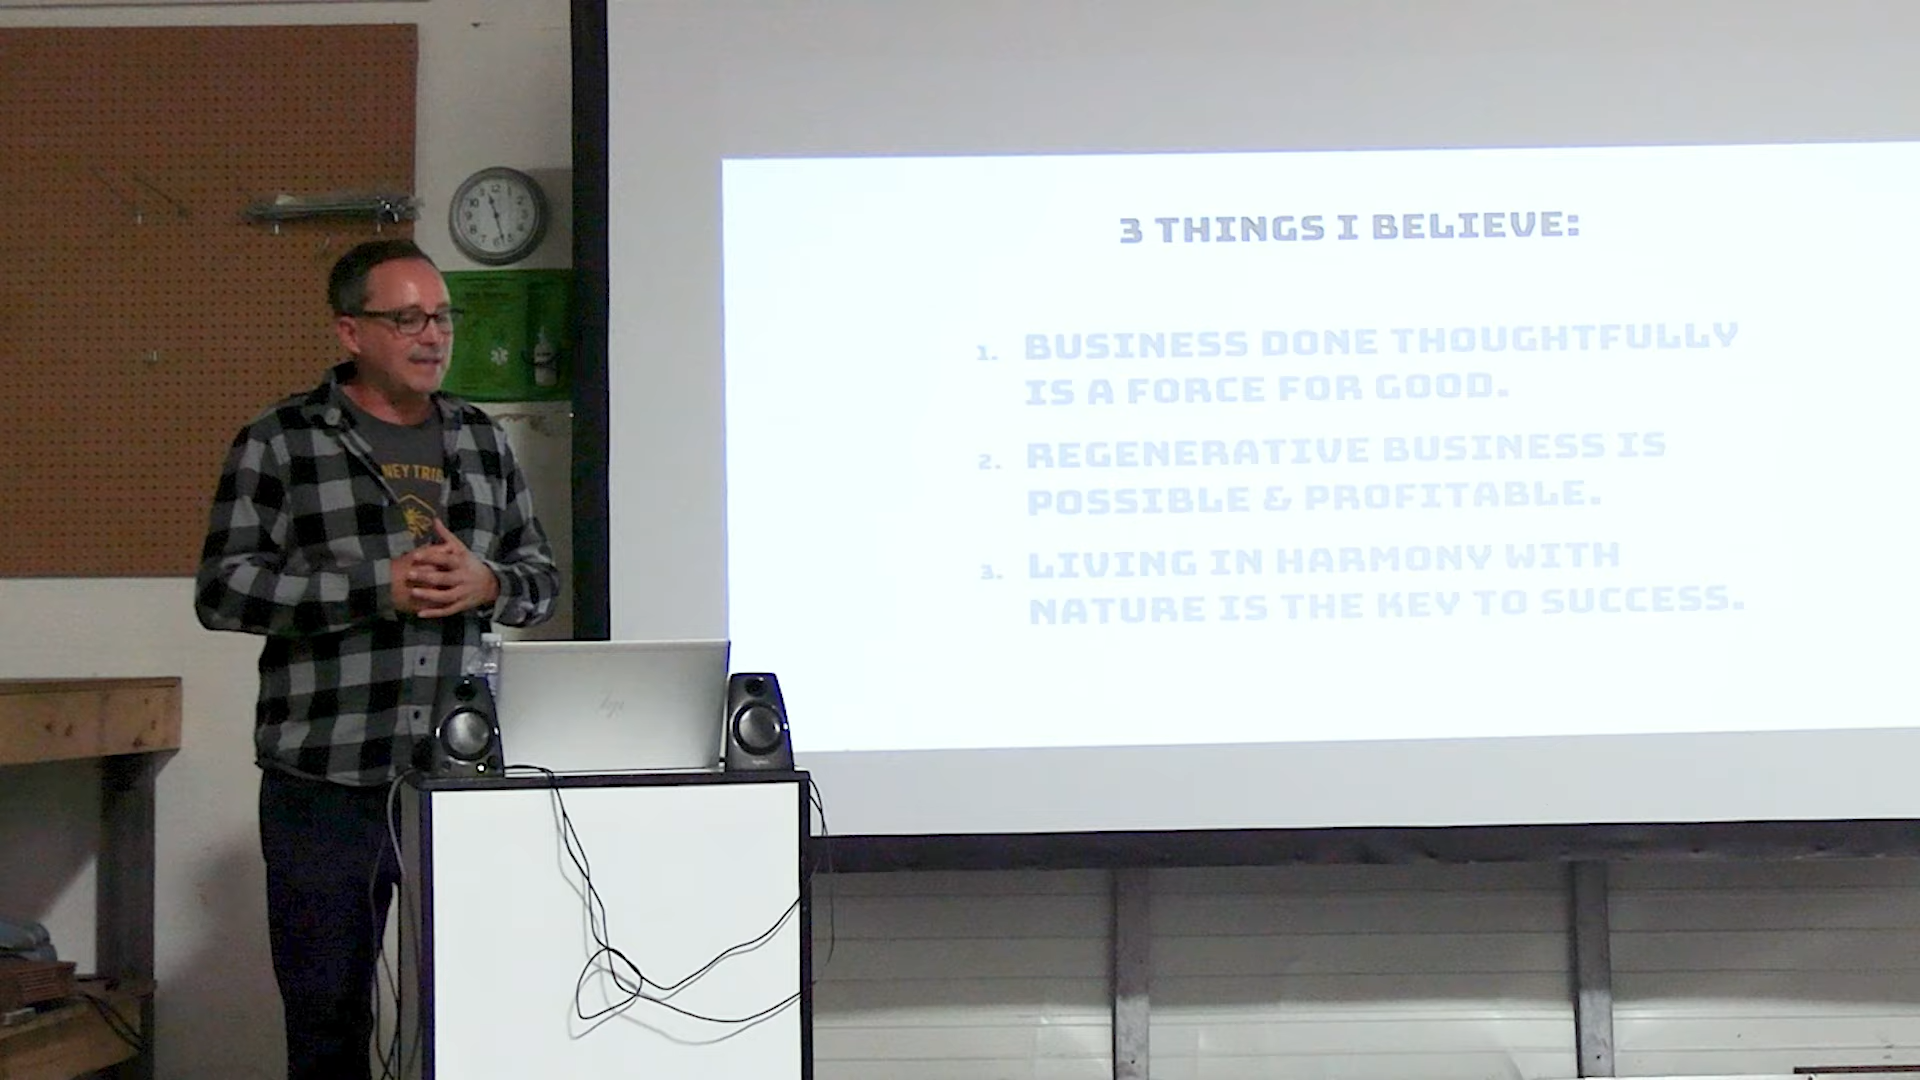 3 THINGS I BELIEVE:
1. BUSINESS DONE THOUGHTFULLY
IS A FORCE FOR GOOD.
2. REGENERATIVE BUSINESS IS
POSSIBLE & PROFITABLE.
3. LIVING IN HARMONY WITH
NATURE IS THE KEY TO SUCCESS.